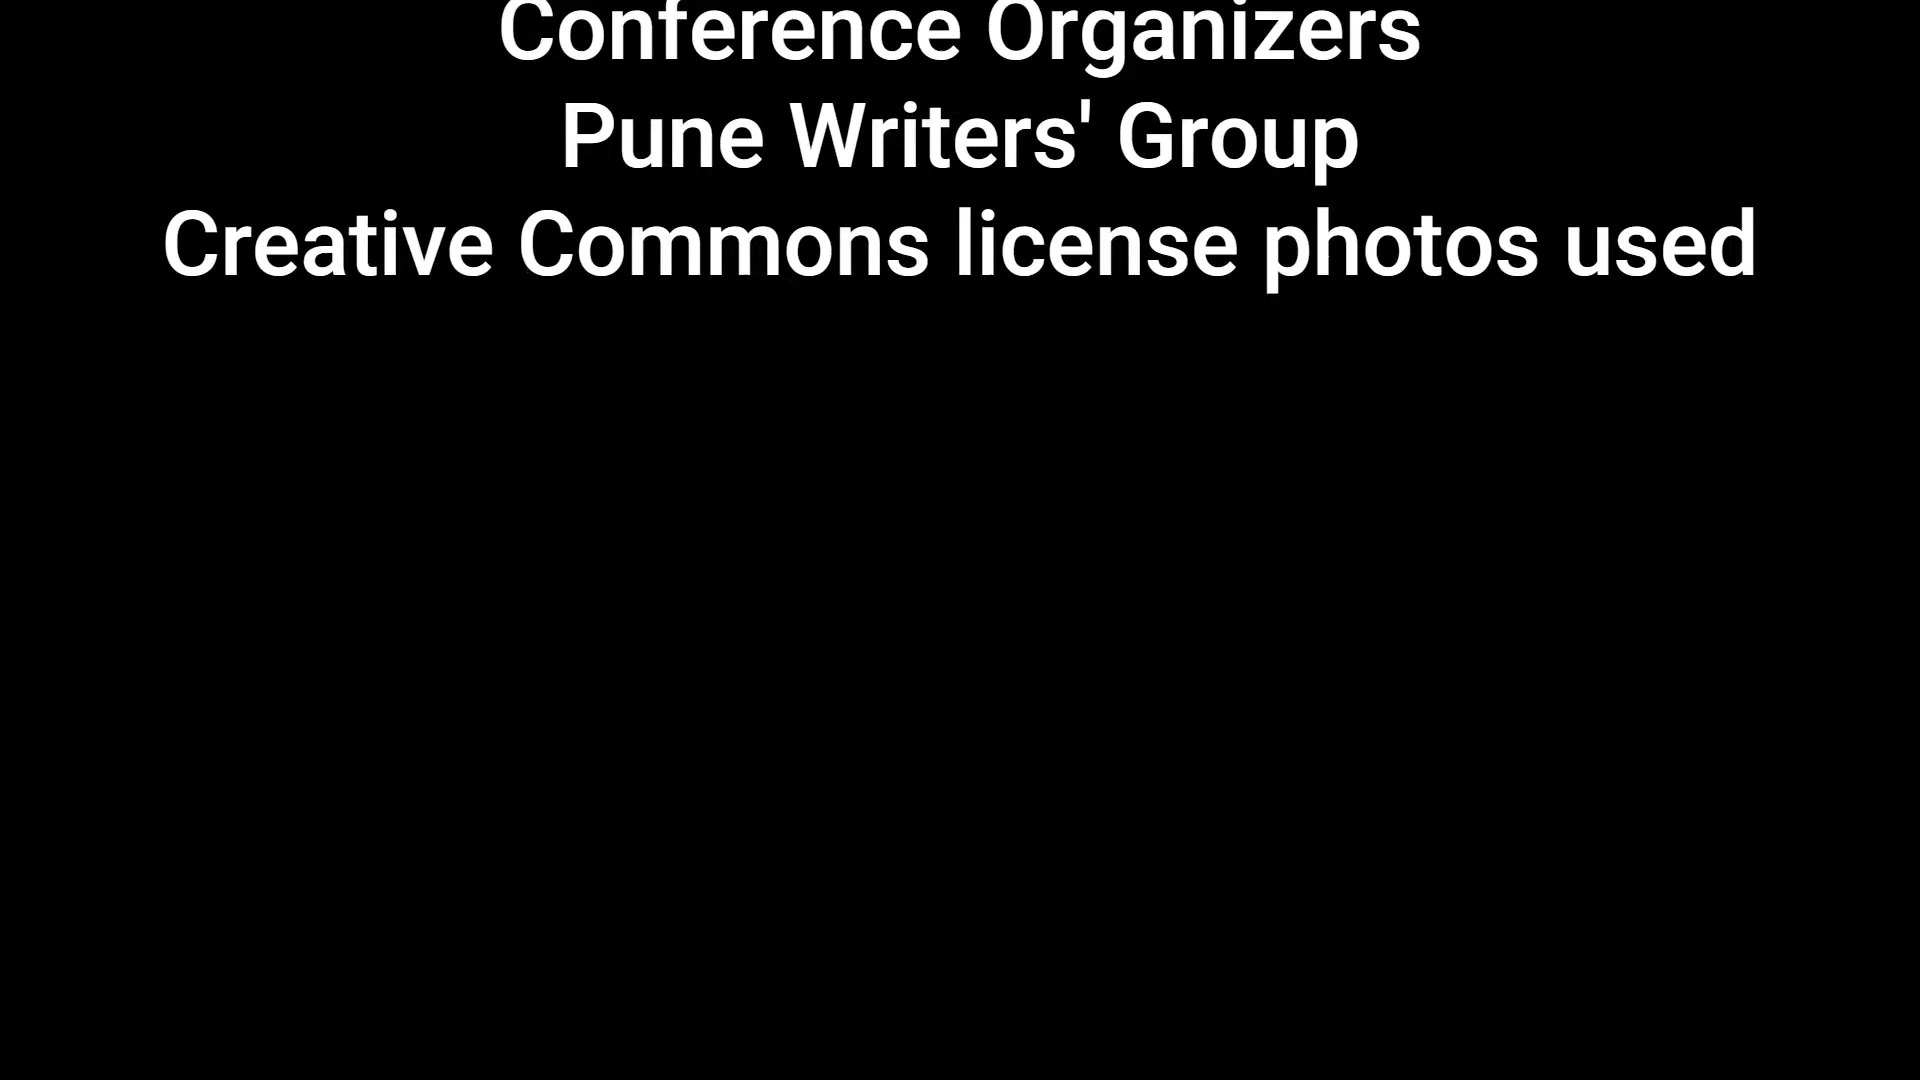 Conference Organizers
Pune Writers' Group
Creative Commons license photos used